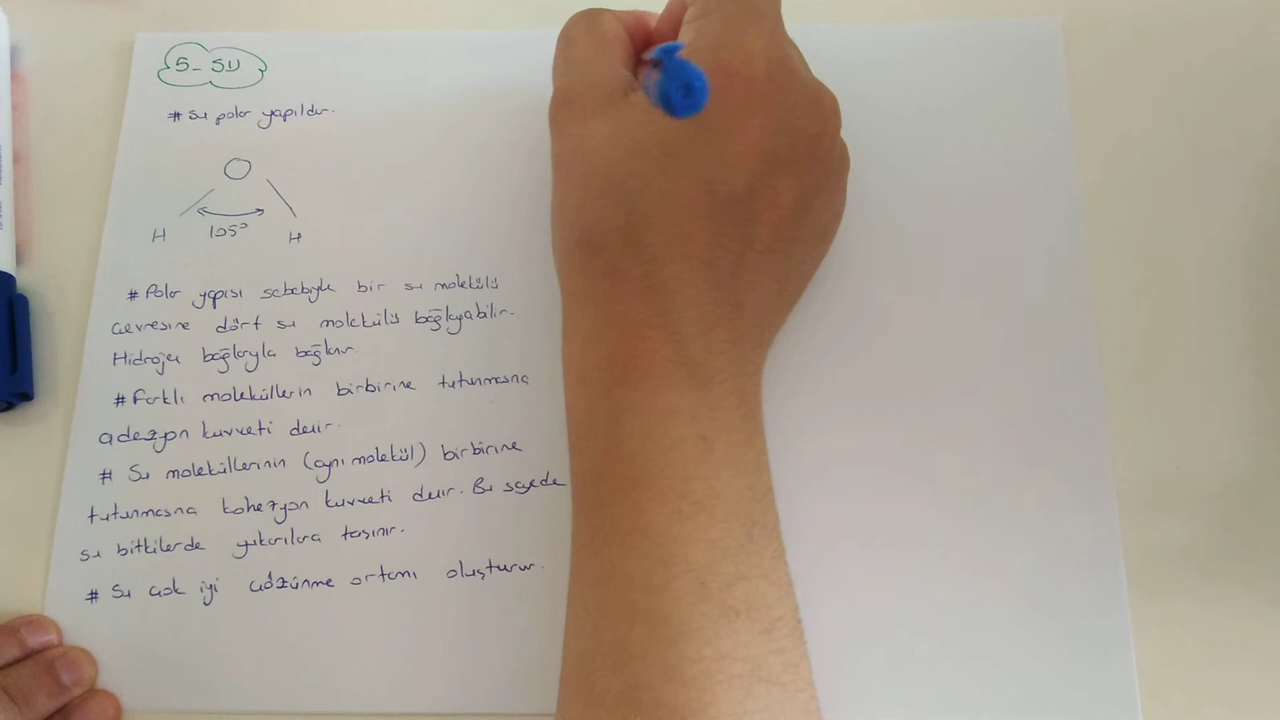 5- SU
# Su polar yapılıdır.
O
H 105° H
# Polar yapısı sebebiyle bir su molekülü
çevresine dört su molekülü bağlayabilir.
Hidrojen bağlarıyla bağlanır.
# Farklı moleküllerin birbirine tutunmasına
adezyon kuvveti denir.
# Su moleküllerinin (aynı molekül) birbirine
tutunmasına kohezyon kuvveti denir. Bu sayede
su bitkilerde yukarılara taşınır.
# Su çok iyi çözünme ortamı oluşturur.